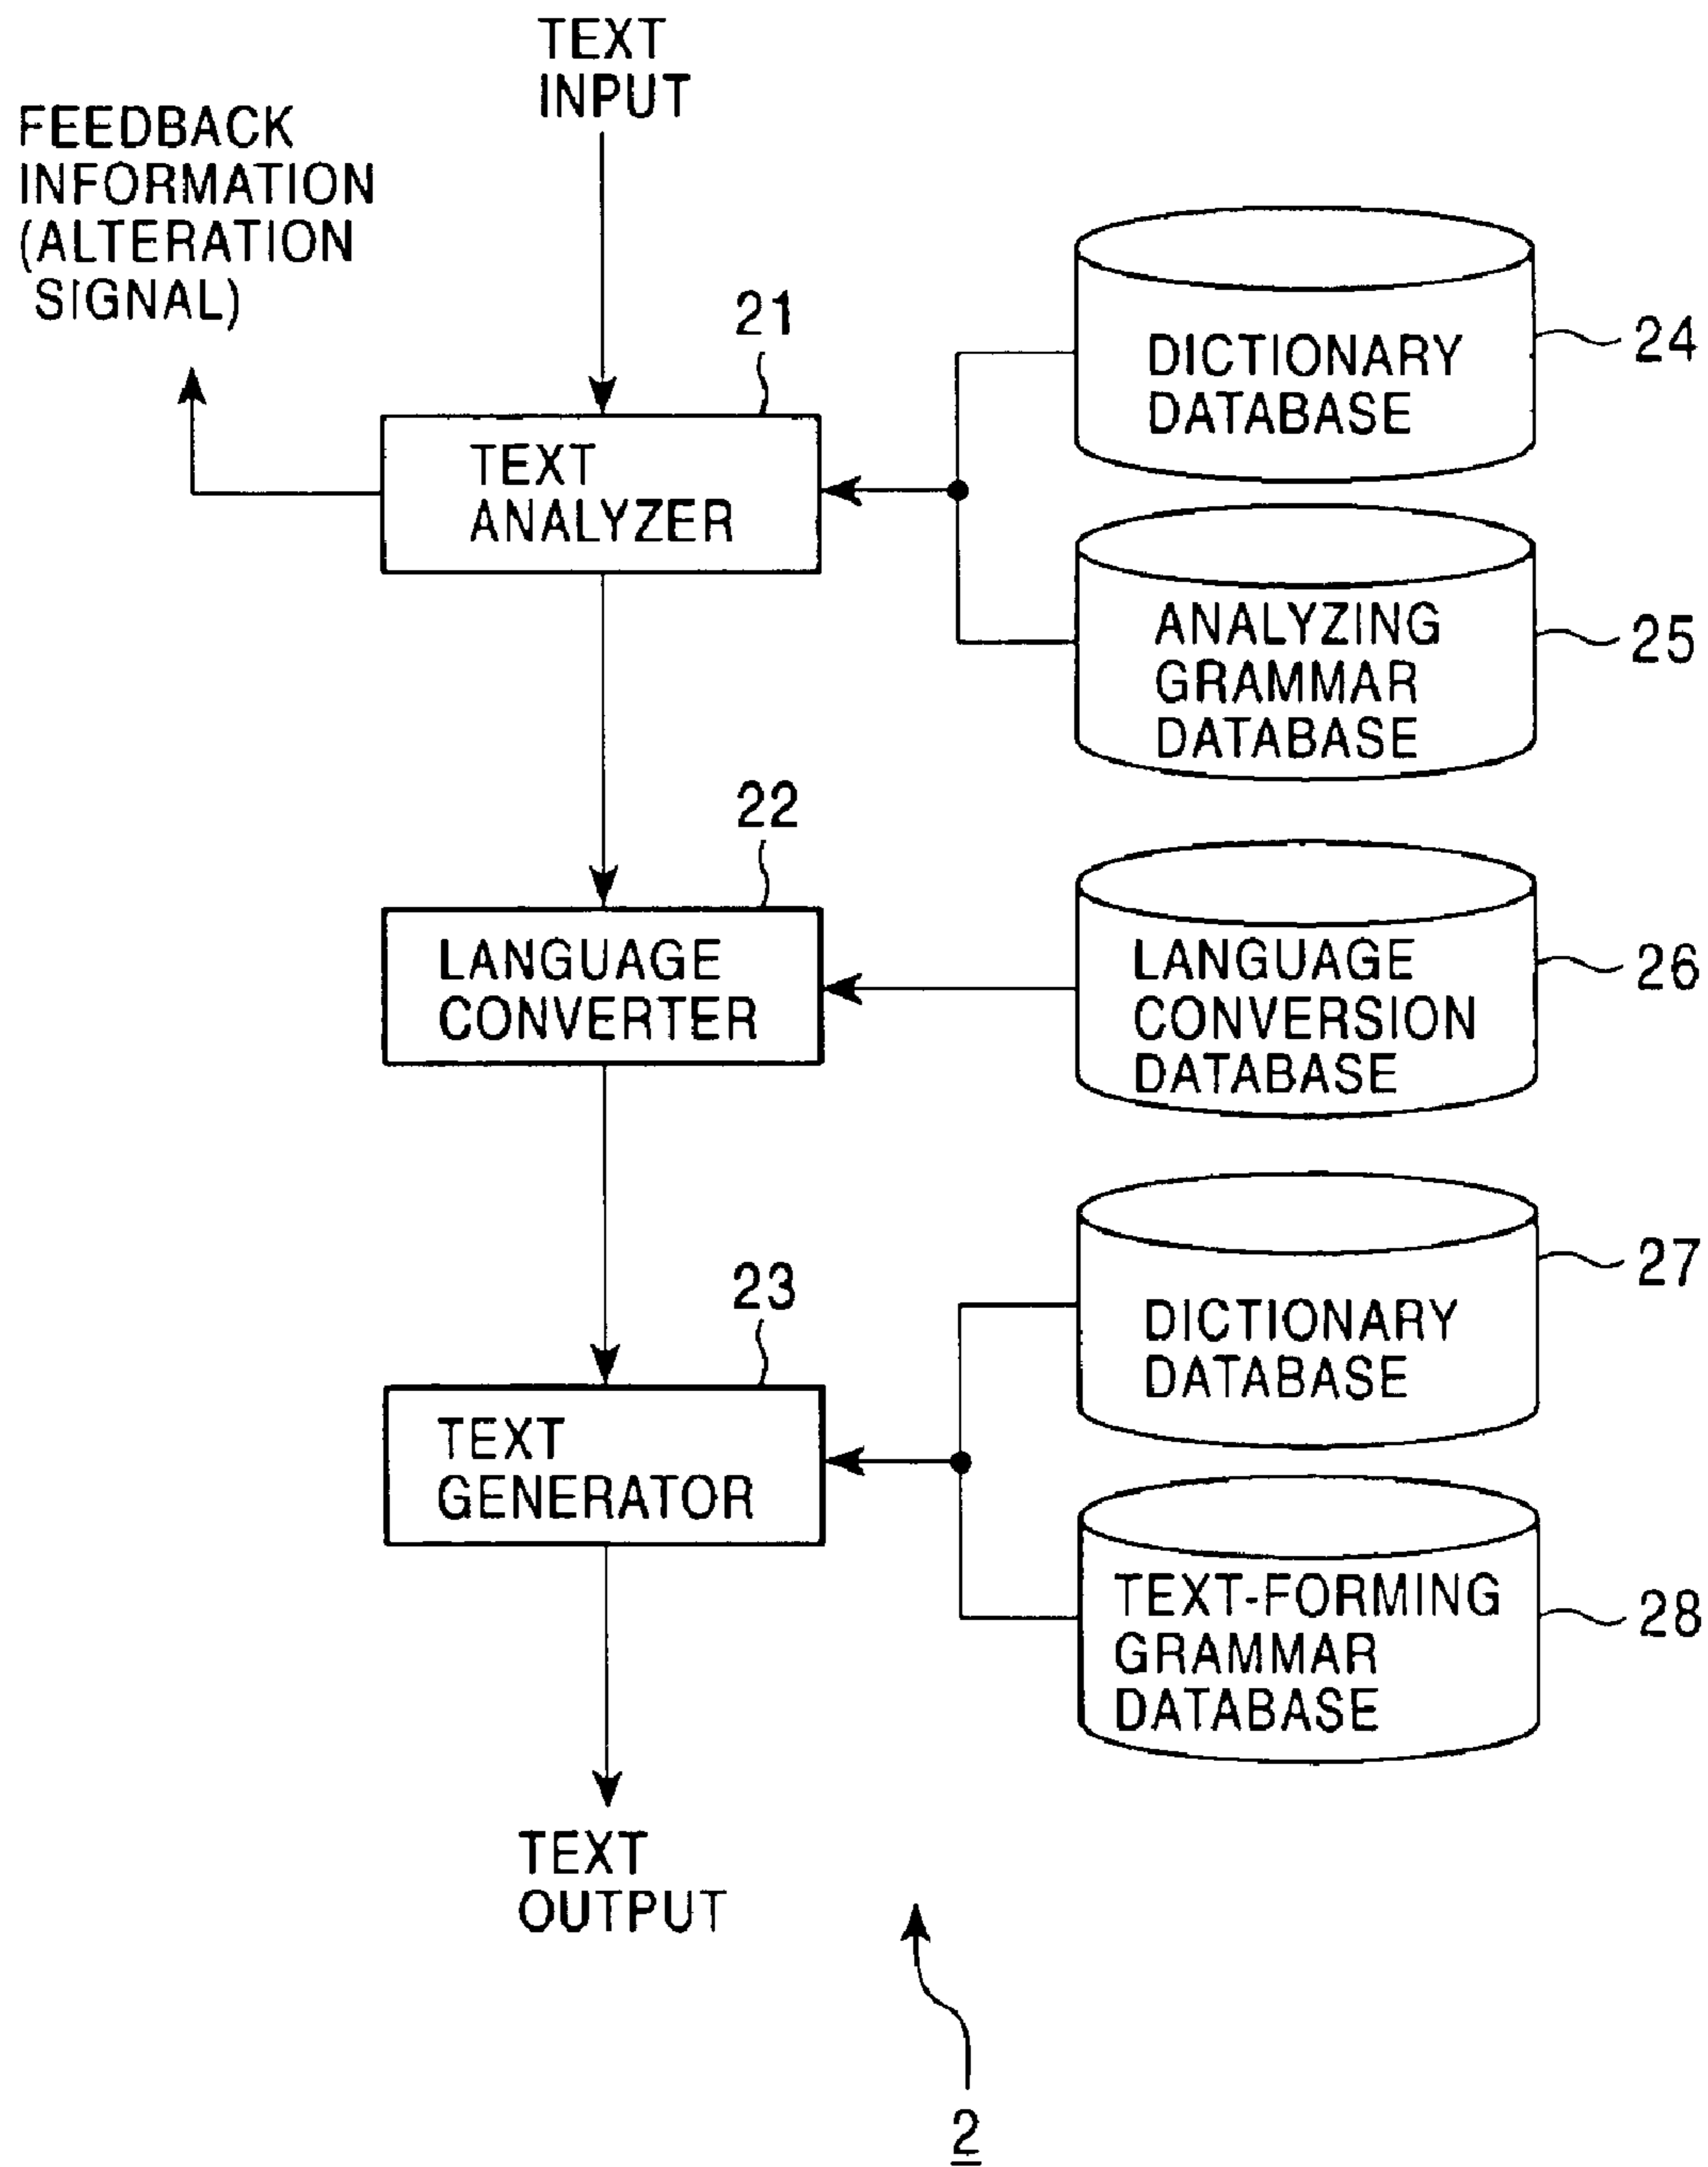 TEXT
INPUT
FEEDBACK
INFORMATION
(ALTERATION
SIGNAL)
21
TEXT
ANALYZER
DICTIONARY
DATABASE
24
ANALYZING
GRAMMAR
DATABASE
25
22
LANGUAGE
CONVERTER
LANGUAGE
CONVERSION
DATABASE
26
23
TEXT
GENERATOR
DICTIONARY
DATABASE
27
TEXT-FORMING
GRAMMAR
DATABASE
28
TEXT
OUTPUT
2